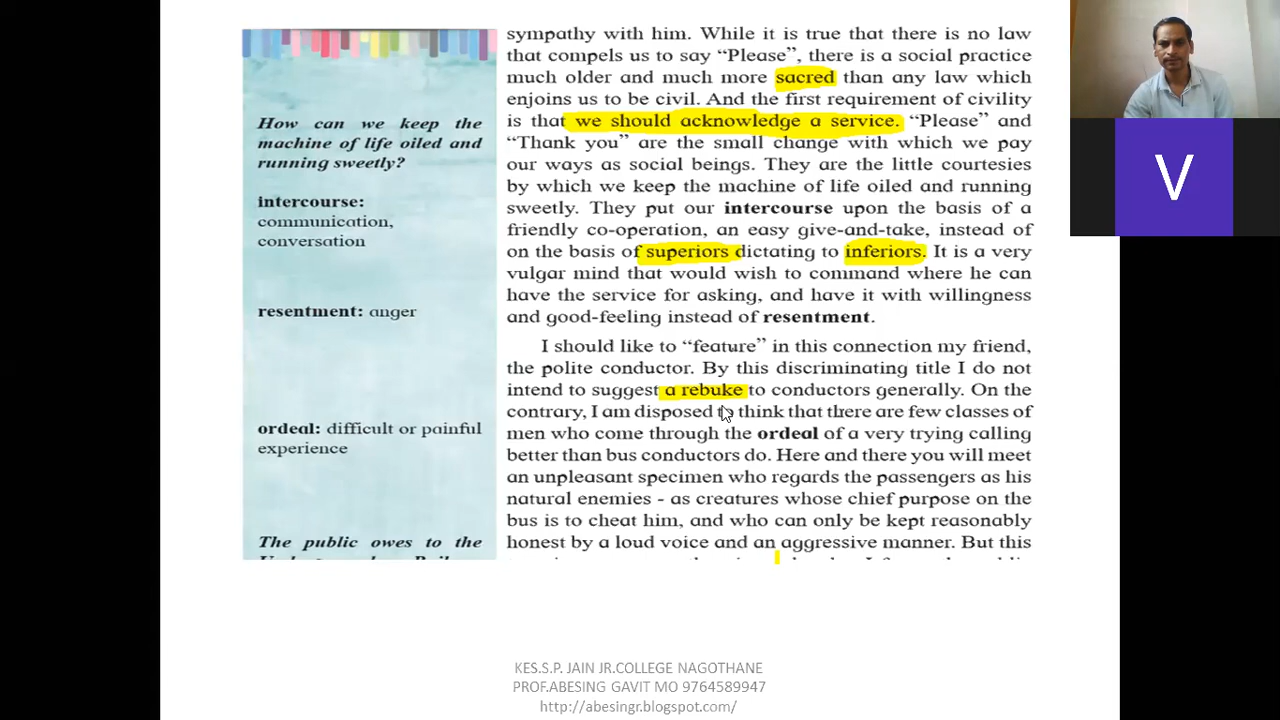 How can we keep the
machine of life oiled and
running sweetly?
intercourse:
communication,
conversation
resentment: anger
ordeal: difficult or painful
experience
The public owes to the
sympathy with him. While it is true that there is no law
that compels us to say “Please”, there is a social practice
much older and much more sacred than any law which
enjoins us to be civil. And the first requirement of civility
is that we should acknowledge a service. “Please” and
“Thank you” are the small change with which we pay
our ways as social beings. They are the little courtesies
by which we keep the machine of life oiled and running
sweetly. They put our intercourse upon the basis of a
friendly co-operation, an easy give-and-take, instead of
on the basis of superiors dictating to inferiors. It is a very
vulgar mind that would wish to command where he can
have the service for asking, and have it with willingness
and good-feeling instead of resentment.
I should like to “feature” in this connection my friend,
the polite conductor. By this discriminating title I do not
intend to suggest a rebuke to conductors generally. On the
contrary, I am disposed to think that there are few classes of
men who come through the ordeal of a very trying calling
better than bus conductors do. Here and there you will meet
an unpleasant specimen who regards the passengers as his
natural enemies - as creatures whose chief purpose on the
bus is to cheat him, and who can only be kept reasonably
honest by a loud voice and an aggressive manner. But this
V
KES.S.P. JAIN JR.COLLEGE NAGOTHANE
PROF.ABESING GAVIT MO 9764589947
http://abesingr.blogspot.com/